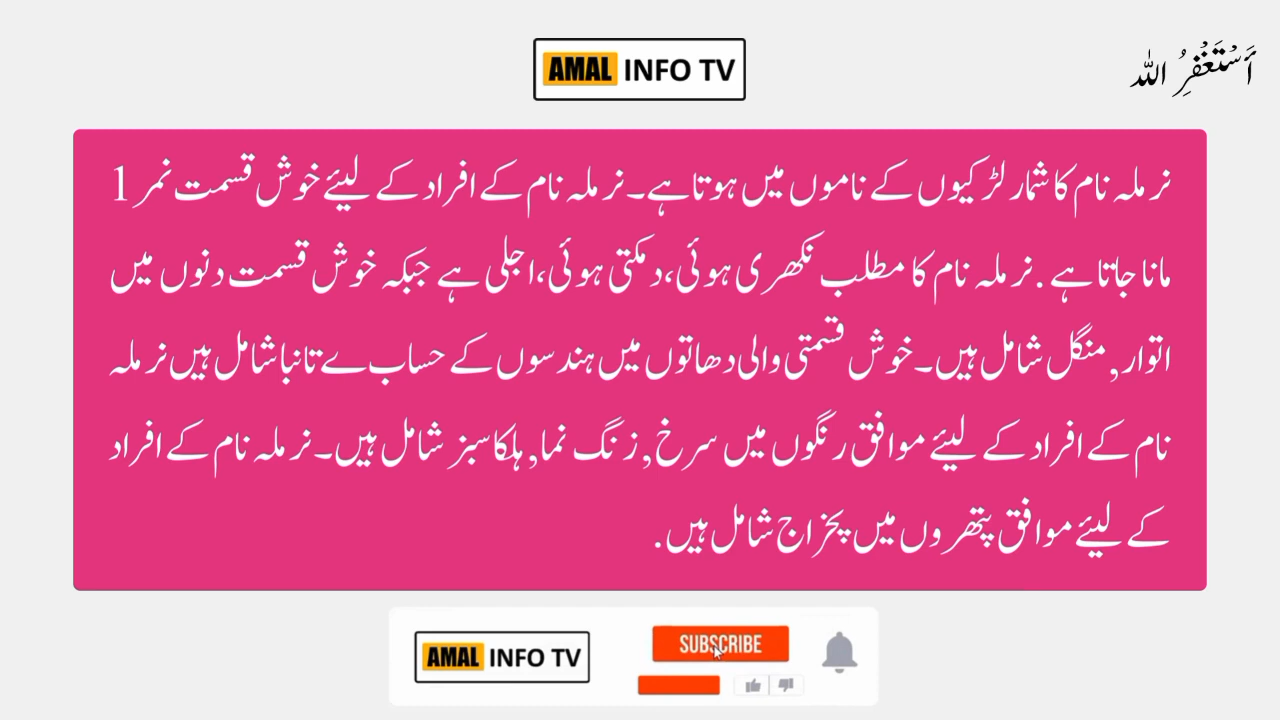 AMAL INFO TV
أَسْتَغْفِرُ اللّٰه
نرملہ نام کا شمار لڑکیوں کے ناموں میں ہوتا ہے۔ نرملہ نام کے افراد کے لیئے خوش قسمت نمر 1
مانا جاتا ہے .نرملہ نام کا مطلب نکھری ہوئی،دمکتی ہوئی،اجلی ہے جبکہ خوش قسمت دنوں میں
اتوار, منگل شامل ہیں۔ خوش قسمتی والی دھاتوں میں ہندسوں کے حساب ے تانبا شامل ہیں نرملہ
نام کے افراد کے لیئے موافق رنگوں میں سرخ, زنگ نما, ہلکا سبز شامل ہیں۔ نرملہ نام کے افراد
کے لیئے موافق پتھروں میں پخراج شامل ہیں.
AMAL INFO TV
SUBSCRIBE